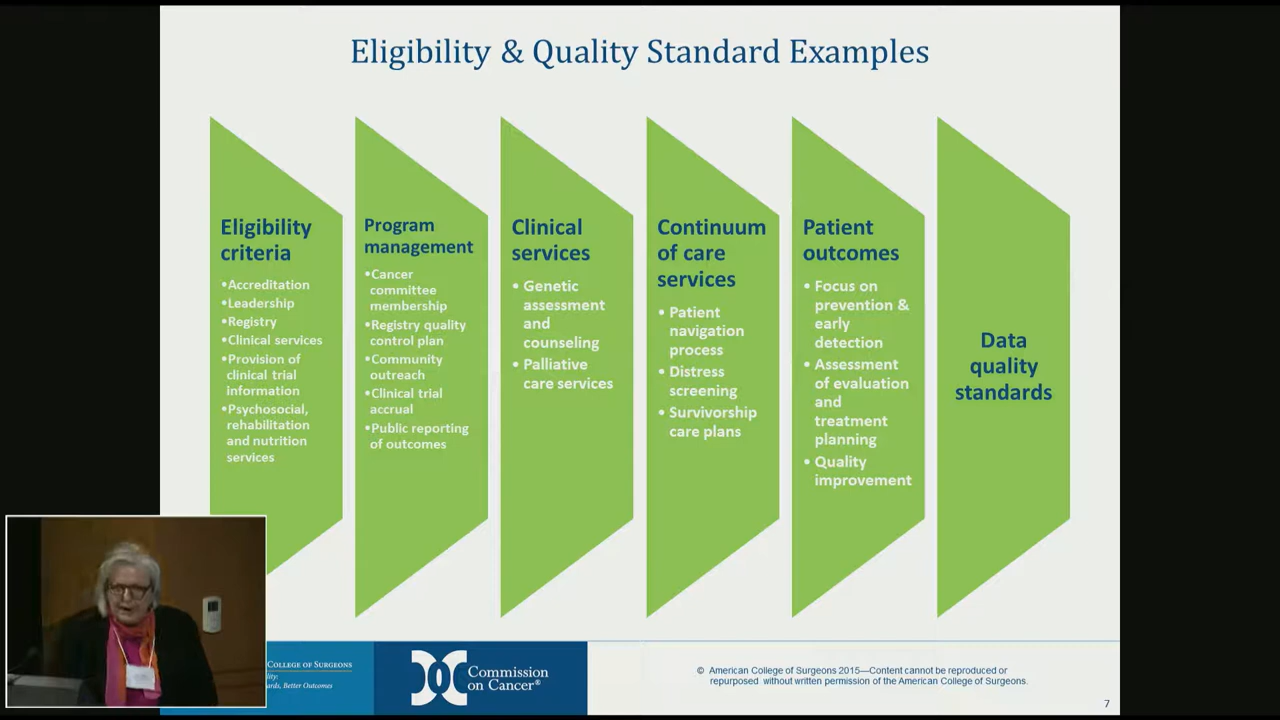 Eligibility & Quality Standard Examples
Eligibility
criteria
•Accreditation
•Leadership
•Registry
•Clinical services
•Provision of
clinical trial
information
•Psychosocial,
rehabilitation
and nutrition
services
Program
management
•Cancer
committee
membership
•Registry quality
control plan
•Community
outreach
•Clinical trial
accrual
•Public reporting
of outcomes
Clinical
services
• Genetic
assessment
and
counseling
• Palliative
care services
Continuum
of care
services
• Patient
navigation
process
• Distress
screening
• Survivorship
care plans
Patient
outcomes
• Focus on
prevention &
early
detection
• Assessment
of evaluation
and
treatment
planning
• Quality
improvement
Data
quality
standards
College of Surgeons
lity:
ards, Better Outcomes
Commission
on Cancer®
© American College of Surgeons 2015—Content cannot be reproduced or
repurposed without written permission of the American College of Surgeons.
7